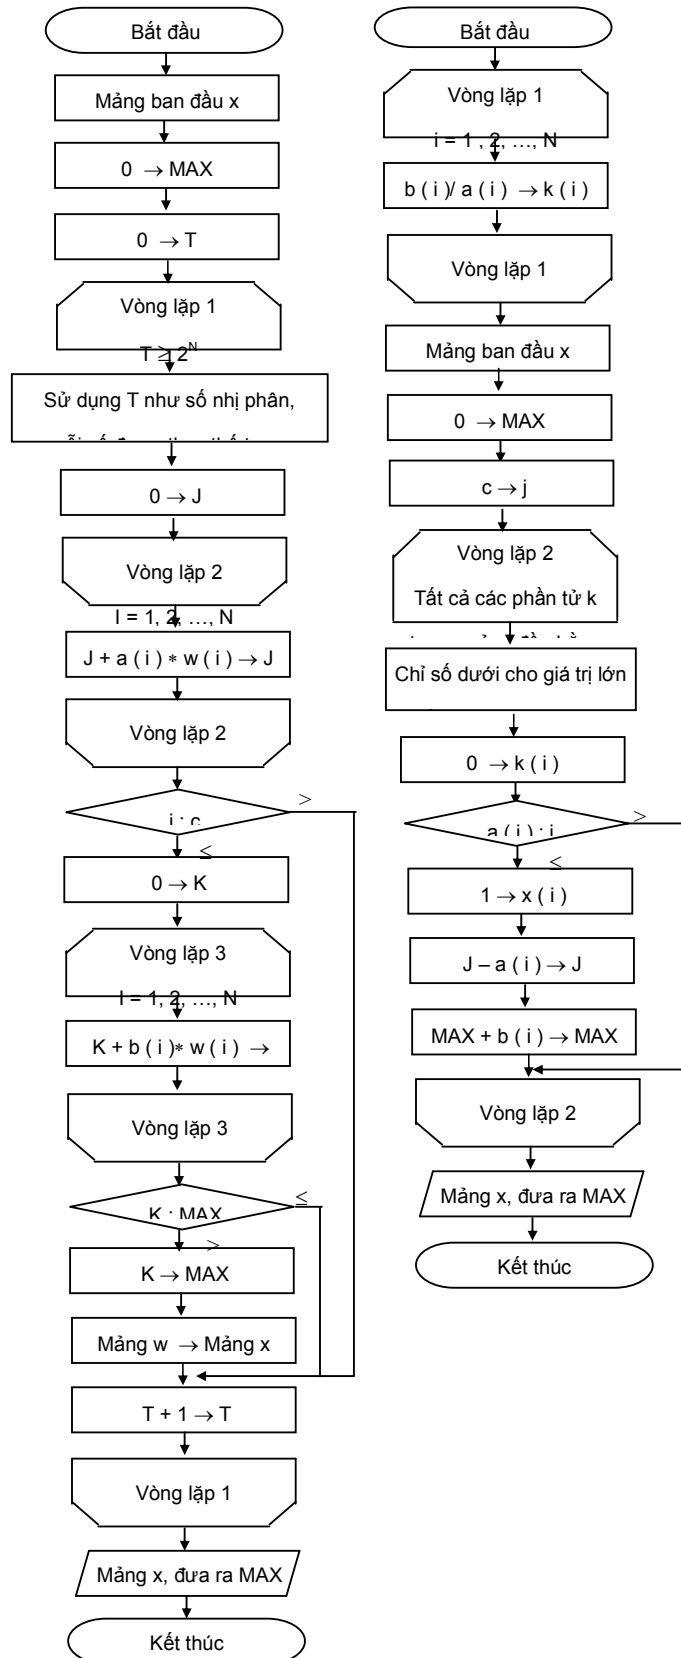 Bắt đầu
Mảng ban đầu x
0 → MAX
0 → T
Vòng lặp 1
T ≥ 2^N
Sử dụng T như số nhị phân,
0 → J
Vòng lặp 2
I = 1, 2, …, N
J + a ( i ) * w ( i ) → J
Vòng lặp 2
j : c
>
≤
0 → K
Vòng lặp 3
I = 1, 2, …, N
K + b ( i )* w ( i ) →
Vòng lặp 3
K : MAX
≤
>
K → MAX
Mảng w → Mảng x
T + 1 → T
Vòng lặp 1
Mảng x, đưa ra MAX
Kết thúc
Bắt đầu
Vòng lặp 1
i = 1 , 2, …, N
b ( i )/ a ( i ) → k ( i )
Vòng lặp 1
Mảng ban đầu x
0 → MAX
c → j
Vòng lặp 2
Tất cả các phần tử k
Chỉ số dưới cho giá trị lớn
0 → k ( i )
a ( i ) : j
>
≤
1 → x ( i )
J – a ( i ) → J
MAX + b ( i ) → MAX
Vòng lặp 2
Mảng x, đưa ra MAX
Kết thúc